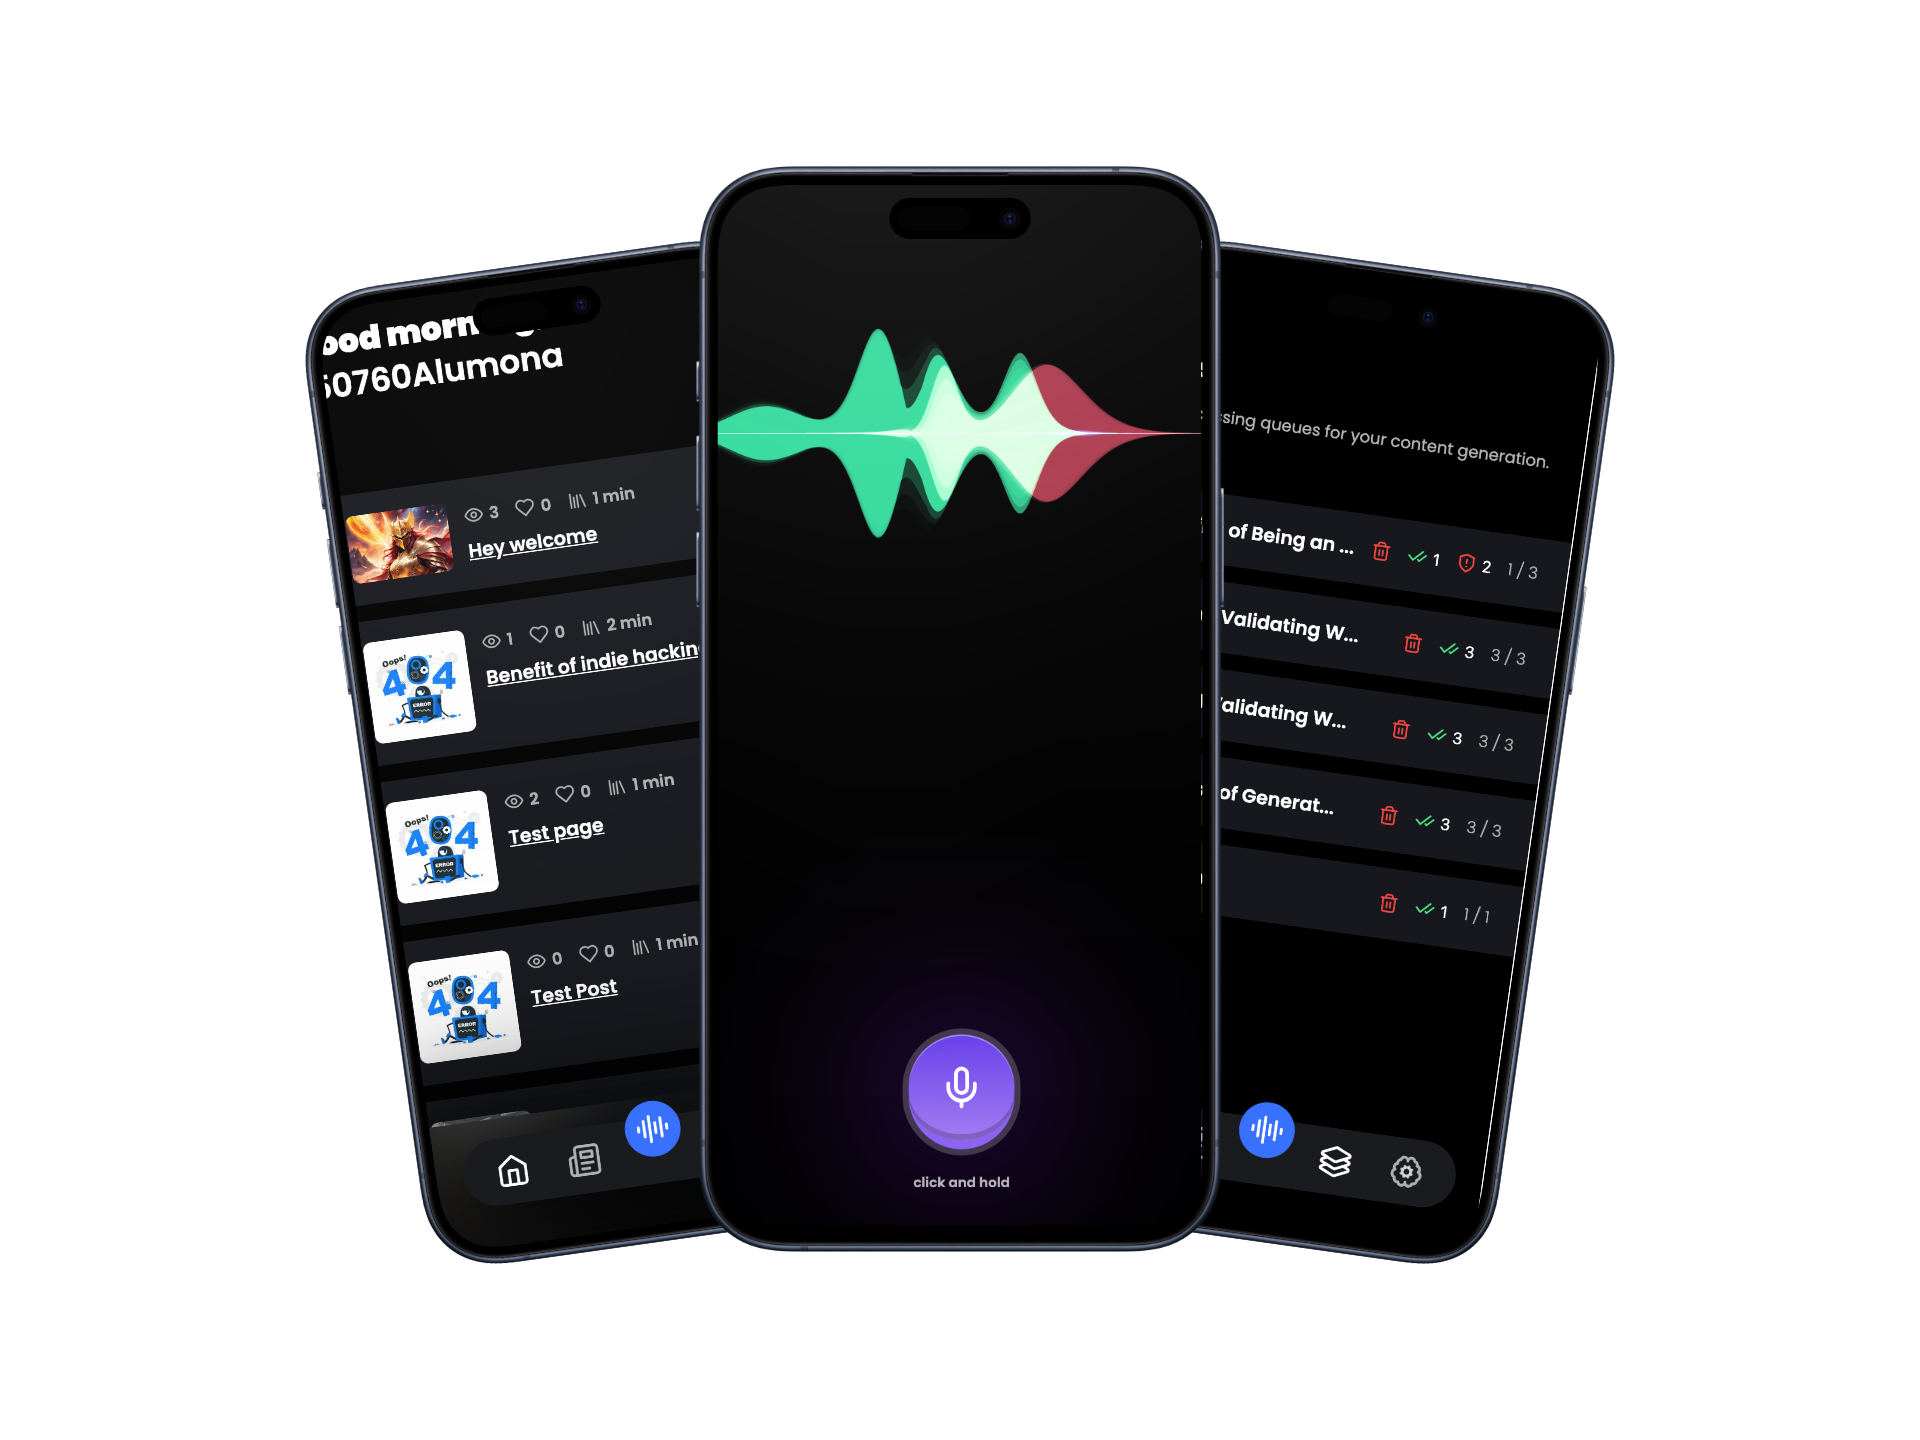 ood morn
60760Alumona
3 0 1 min
Hey welcome
1 0 2 min
Benefit of indie hackin
Oops!
404
ERROR
2 0 1 min
Test page
Oops!
404
ERROR
0 0 1 min
Test Post
Oops!
404
ERROR
click and hold
ssing queues for your content generation.
of Being an ... 1 2 1 / 3
Validating W... 3 3 / 3
Validating W... 3 3 / 3
of Generat... 3 3 / 3
1 1 / 1